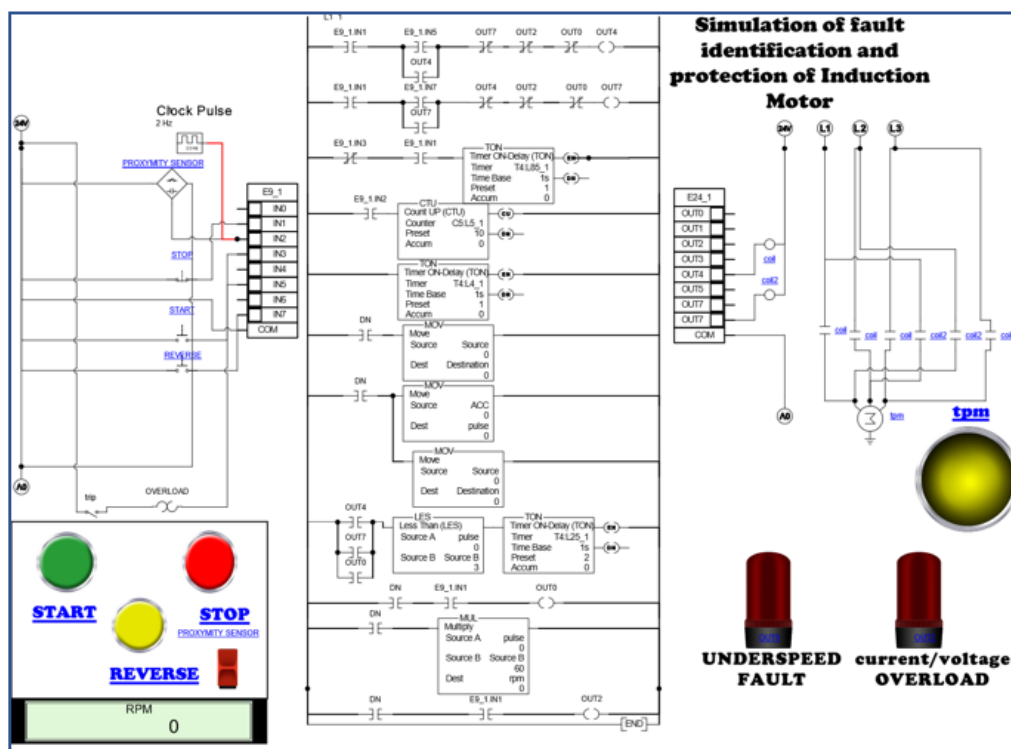 Simulation of fault
identification and
protection of Induction
Motor
Clock Pulse
2 Hz
24V
PROXYMITY SENSOR
E9_1
IN0
IN1
IN2
IN3
IN4
IN5
IN6
IN7
COM
STOP
START
REVERSE
A0
trip
OVERLOAD
START
STOP
PROXYMITY SENSOR
REVERSE
RPM
0
L1_1
E9_1.IN1 E9_1.IN5 OUT7 OUT2 OUT0 OUT4
OUT4
E9_1.IN1 E9_1.IN7 OUT4 OUT2 OUT0 OUT7
OUT7
E9_1.IN3 E9_1.IN1
TON
Timer ON-Delay (TON) EN
Timer T4:L85_1
Time Base 1s DN
Preset 1
Accum 0
E9_1.IN2
CTU
Count UP (CTU) CU
Counter C5:L5_1
Preset 10 DN
Accum 0
TON
Timer ON-Delay (TON) EN
Timer T4:L4_1
Time Base 1s DN
Preset 1
Accum 0
DN
MOV
Move
Source Source
0
Dest Destination
0
DN
MOV
Move
Source ACC
0
Dest pulse
0
MOV
Move
Source Source
0
Dest Destination
0
OUT4
OUT7
OUT0
LES
Less Than (LES)
Source A pulse
0
Source B Source B
3
TON
Timer ON-Delay (TON) EN
Timer T4:L25_1
Time Base 1s DN
Preset 2
Accum 0
DN E9_1.IN1 OUT0
DN
MUL
Multiply
Source A pulse
0
Source B Source B
60
Dest rpm
0
DN E9_1.IN1 OUT2
END
24V L1 L2 L3
E24_1
OUT0
OUT1
OUT2
OUT3
OUT4
OUT5
OUT7
OUT7
COM
coil
coil2
A0
coil coil coil coil2 coil2
tpm
tpm
UNDERSPEED
FAULT
current/voltage
OVERLOAD